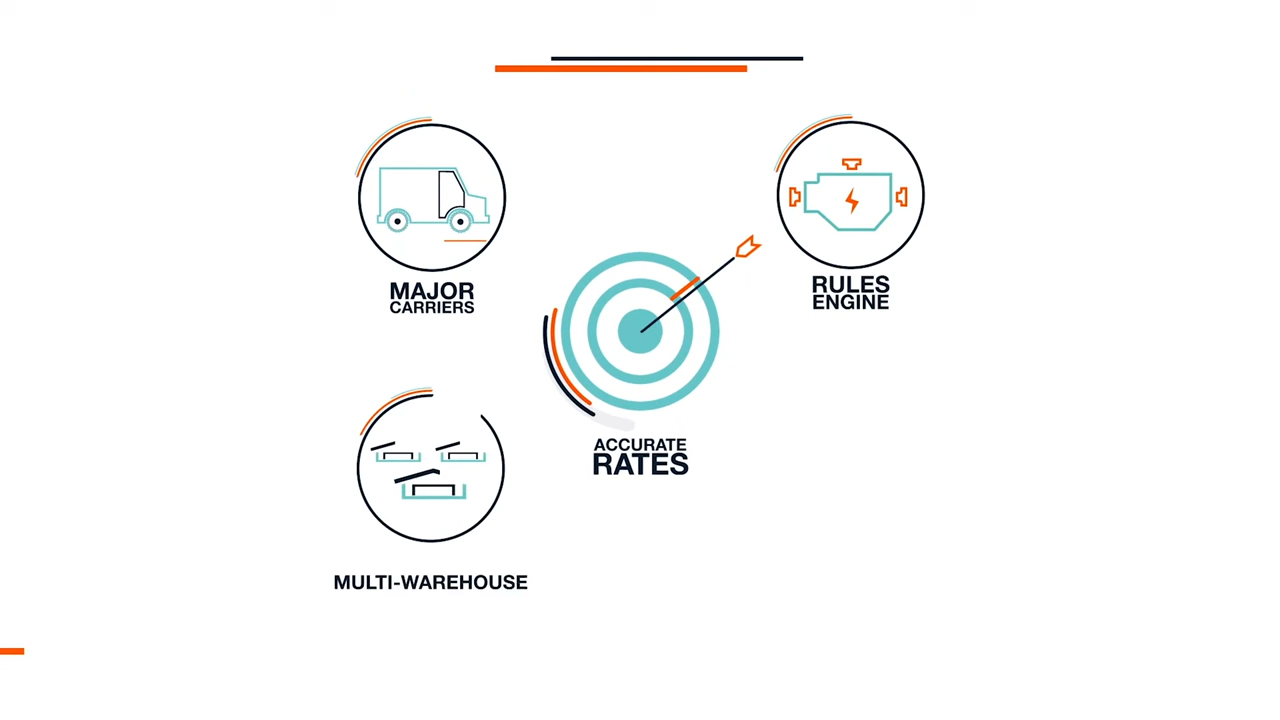 MAJOR
CARRIERS
RULES
ENGINE
ACCURATE
RATES
MULTI-WAREHOUSE